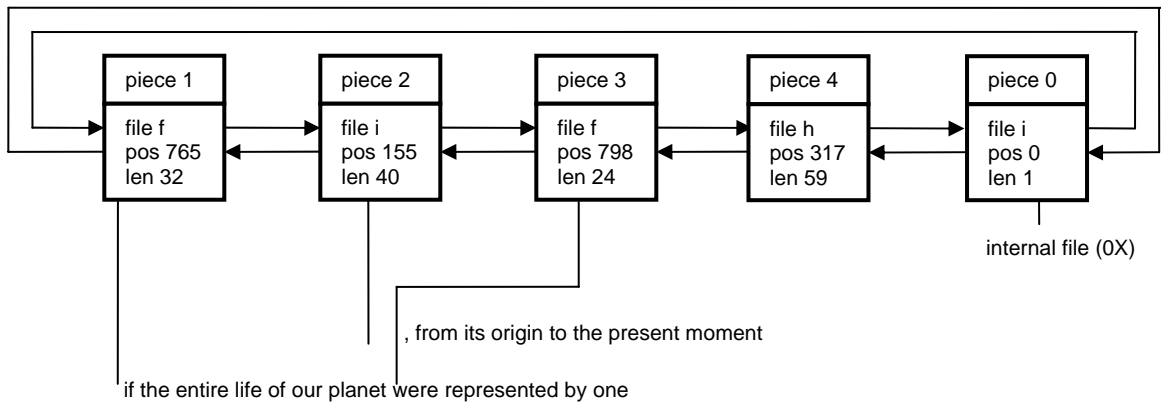 piece 1
file f
pos 765
len 32
piece 2
file i
pos 155
len 40
piece 3
file f
pos 798
len 24
piece 4
file h
pos 317
len 59
piece 0
file i
pos 0
len 1
internal file (0X)
, from its origin to the present moment
if the entire life of our planet were represented by one